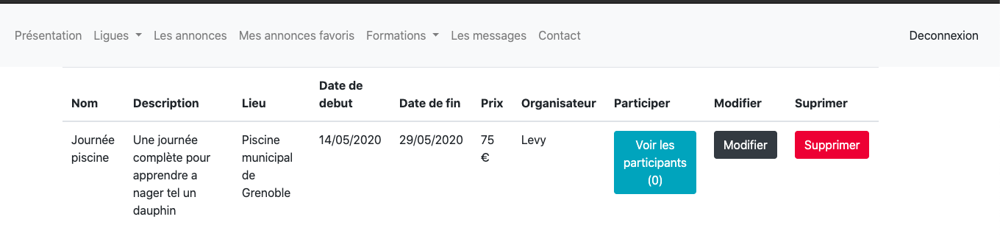 Présentation Ligues Les annonces Mes annonces favoris Formations Les messages Contact Deconnexion
Nom Description Lieu Date de debut Date de fin Prix Organisateur Participer Modifier Suprimer
Journée piscine
Une journée complète pour apprendre a nager tel un dauphin
Piscine municipal de Grenoble
14/05/2020
29/05/2020
75 €
Levy
Voir les participants (0)
Modifier
Supprimer